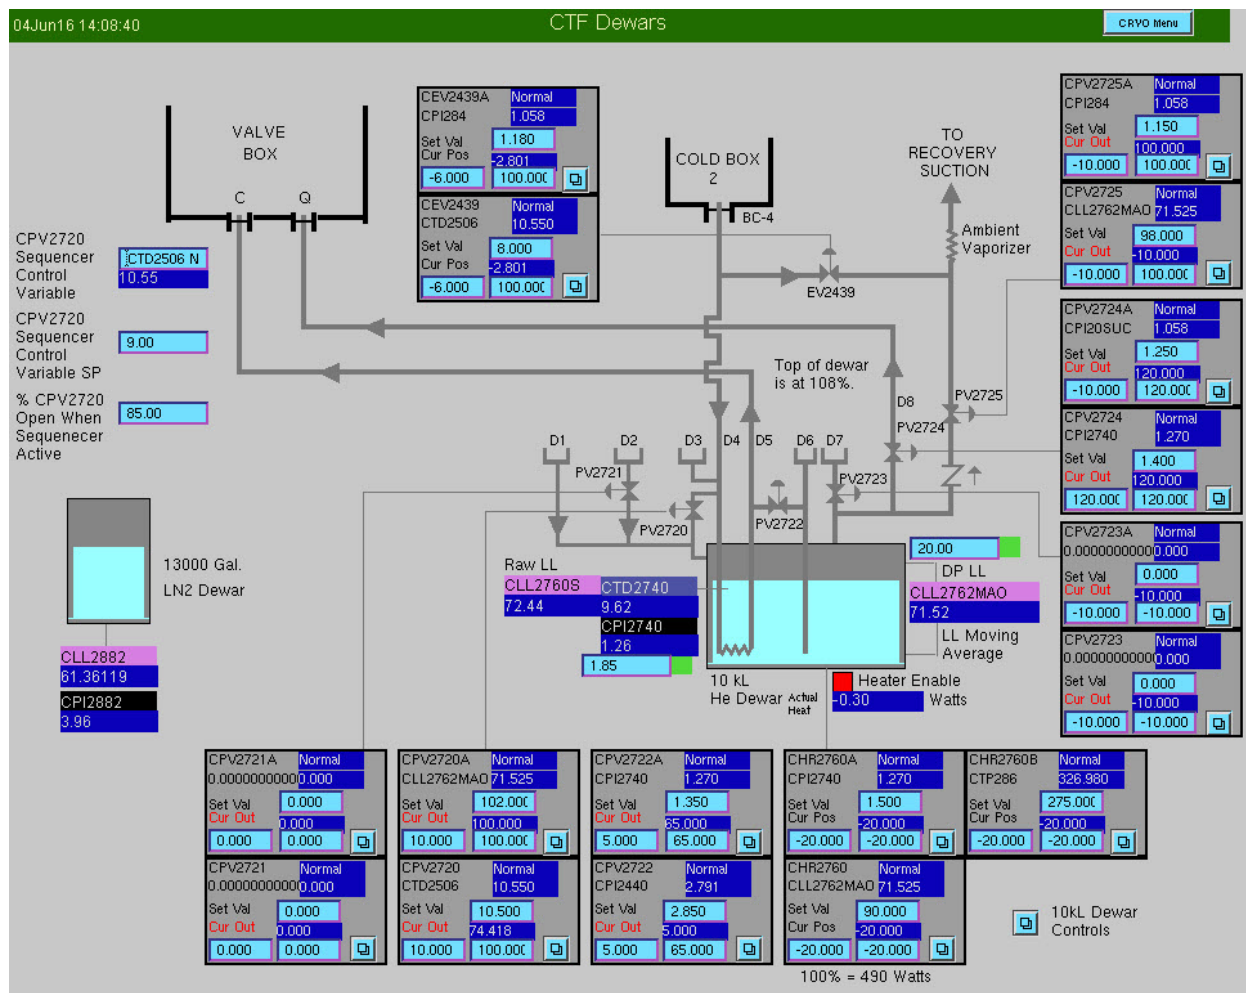 04Jun16 14:08:40
CTF Dewars
CRYO Menu
VALVE
BOX
C
Q
CPV2720
Sequencer
Control
Variable
CTD2506 N
10.55
CPV2720
Sequencer
Control
Variable SP
9.00
% CPV2720
Open When
Sequenecer
Active
85.00
CEV2439A Normal
CPI284 1.058
Set Val 1.180
Cur Pos -2.801
-6.000 100.000
CEV2439 Normal
CTD2506 10.550
Set Val 8.000
Cur Pos -2.801
-6.000 100.000
COLD BOX
2
BC-4
TO
RECOVERY
SUCTION
Ambient
Vaporizer
EV2439
Top of dewar
is at 108%.
CPV2725A Normal
CPI284 1.058
Set Val 1.150
Cur Out 100.000
-10.000 100.000
CPV2725 Normal
CLL2762MAO 71.525
Set Val 98.000
Cur Out -10.000
-10.000 100.000
CPV2724A Normal
CPI20SUC 1.058
Set Val 1.250
Cur Out 120.000
-10.000 120.000
CPV2724 Normal
CPI2740 1.270
Set Val 1.400
Cur Out 120.000
120.000 120.000
CPV2723A Normal
0.0000000000 0.000
Set Val 0.000
Cur Out -10.000
-10.000 -10.000
CPV2723 Normal
0.0000000000 0.000
Set Val 0.000
Cur Out -10.000
-10.000 -10.000
D8
PV2725
PV2724
D1 D2 D3 D4 D5 D6 D7
PV2721
PV2720
PV2722
PV2723
13000 Gal.
LN2 Dewar
CLL2882
61.36119
CPI2882
3.96
Raw LL
CLL2760S
72.44
CTD2740
9.62
CPI2740
1.26
1.85
20.00
DP LL
CLL2762MAO
71.52
LL Moving
Average
10 kL
He Dewar
Actual
Heat
Heater Enable
-0.30 Watts
CPV2721A Normal
0.0000000000 0.000
Set Val 0.000
Cur Out 0.000
0.000 0.000
CPV2720A Normal
CLL2762MAO 71.525
Set Val 102.000
Cur Out 100.000
10.000 100.000
CPV2722A Normal
CPI2740 1.270
Set Val 1.350
Cur Out 65.000
5.000 65.000
CHR2760A Normal
CPI2740 1.270
Set Val 1.500
Cur Pos -20.000
-20.000 -20.000
CHR2760B Normal
CTP286 326.980
Set Val 275.000
Cur Pos -20.000
-20.000 -20.000
CPV2721 Normal
0.0000000000 0.000
Set Val 0.000
Cur Out 0.000
0.000 0.000
CPV2720 Normal
CTD2506 10.550
Set Val 10.500
Cur Out 74.418
10.000 100.000
CPV2722 Normal
CPI2440 2.791
Set Val 2.850
Cur Out 5.000
5.000 65.000
CHR2760 Normal
CLL2762MAO 71.525
Set Val 90.000
Cur Pos -20.000
-20.000 -20.000
100% = 490 Watts
10kL Dewar
Controls